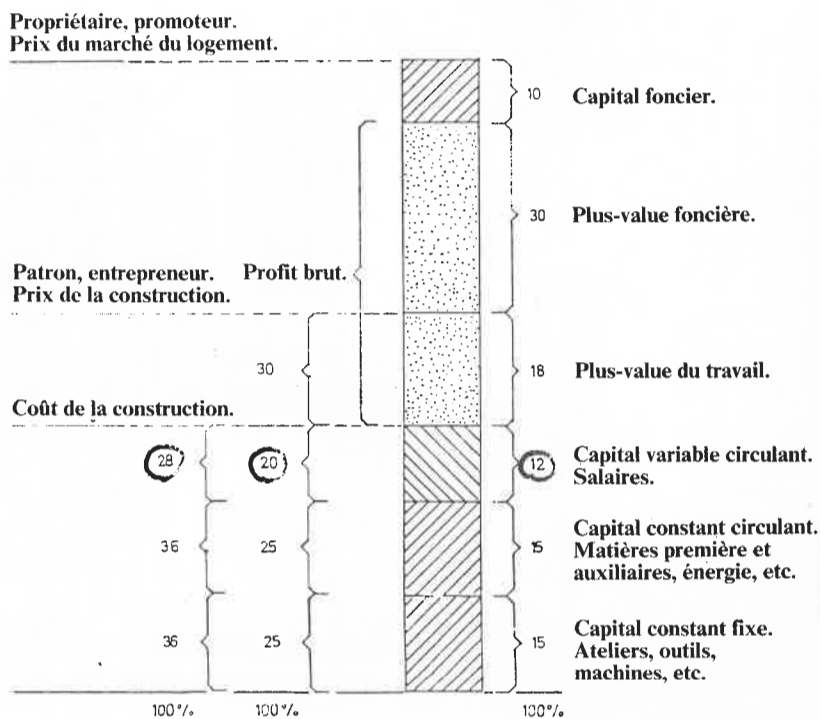 Propriétaire, promoteur.
Prix du marché du logement.
10 Capital foncier.
30 Plus-value foncière.
Patron, entrepreneur. Profit brut.
Prix de la construction.
30 18 Plus-value du travail.
Coût de la construction.
28 20 12 Capital variable circulant.
Salaires.
36 25 15 Capital constant circulant.
Matières première et
auxiliaires, énergie, etc.
36 25 15 Capital constant fixe.
Ateliers, outils,
machines, etc.
100% 100% 100%